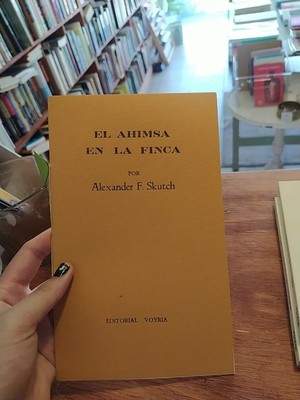 EL AHIMSA
EN LA FINCA
POR
Alexander F. Skutch
EDITORIAL VOYRIA